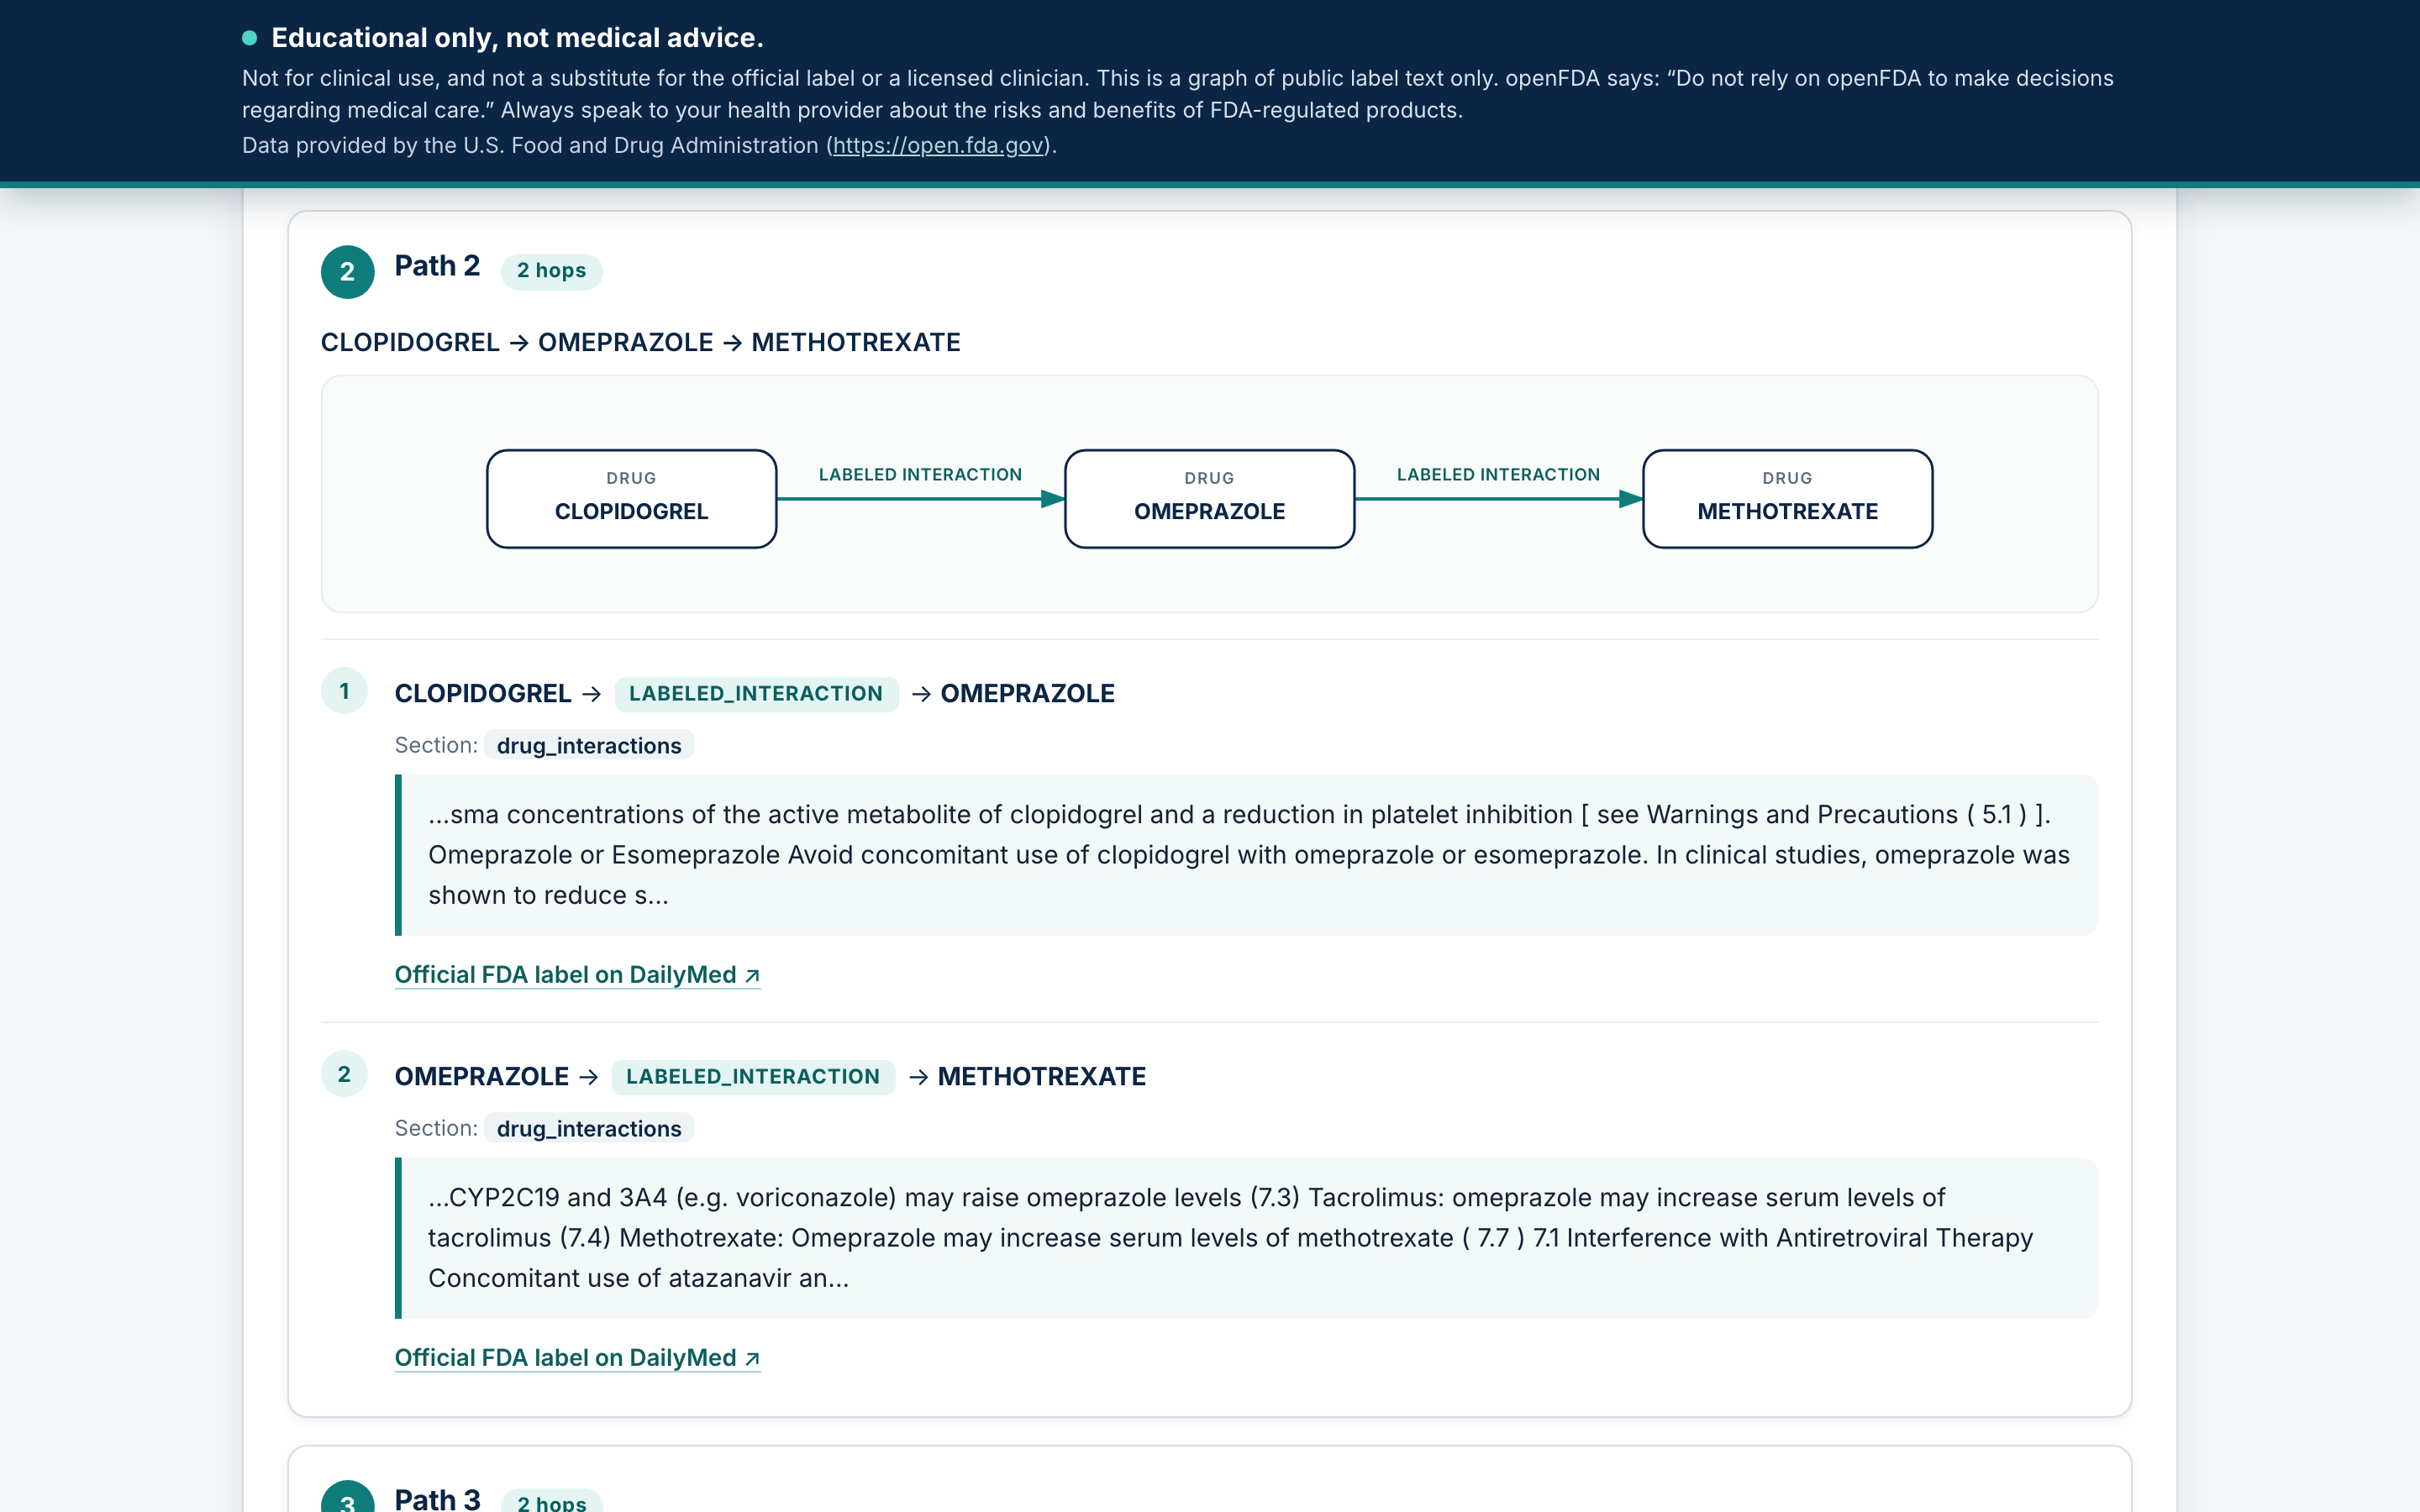 Educational only, not medical advice.
Not for clinical use, and not a substitute for the official label or a licensed clinician. This is a graph of public label text only. openFDA says: “Do not rely on openFDA to make decisions
regarding medical care.” Always speak to your health provider about the risks and benefits of FDA-regulated products.
Data provided by the U.S. Food and Drug Administration (https://open.fda.gov).
2 Path 2 2 hops
CLOPIDOGREL → OMEPRAZOLE → METHOTREXATE
DRUG
CLOPIDOGREL
LABELED INTERACTION
DRUG
OMEPRAZOLE
LABELED INTERACTION
DRUG
METHOTREXATE
1 CLOPIDOGREL → LABELED_INTERACTION → OMEPRAZOLE
Section: drug_interactions
...sma concentrations of the active metabolite of clopidogrel and a reduction in platelet inhibition [ see Warnings and Precautions ( 5.1 ) ].
Omeprazole or Esomeprazole Avoid concomitant use of clopidogrel with omeprazole or esomeprazole. In clinical studies, omeprazole was
shown to reduce s...
Official FDA label on DailyMed ↗
2 OMEPRAZOLE → LABELED_INTERACTION → METHOTREXATE
Section: drug_interactions
...CYP2C19 and 3A4 (e.g. voriconazole) may raise omeprazole levels (7.3) Tacrolimus: omeprazole may increase serum levels of
tacrolimus (7.4) Methotrexate: Omeprazole may increase serum levels of methotrexate ( 7.7 ) 7.1 Interference with Antiretroviral Therapy
Concomitant use of atazanavir an...
Official FDA label on DailyMed ↗
3 Path 3 2 hops